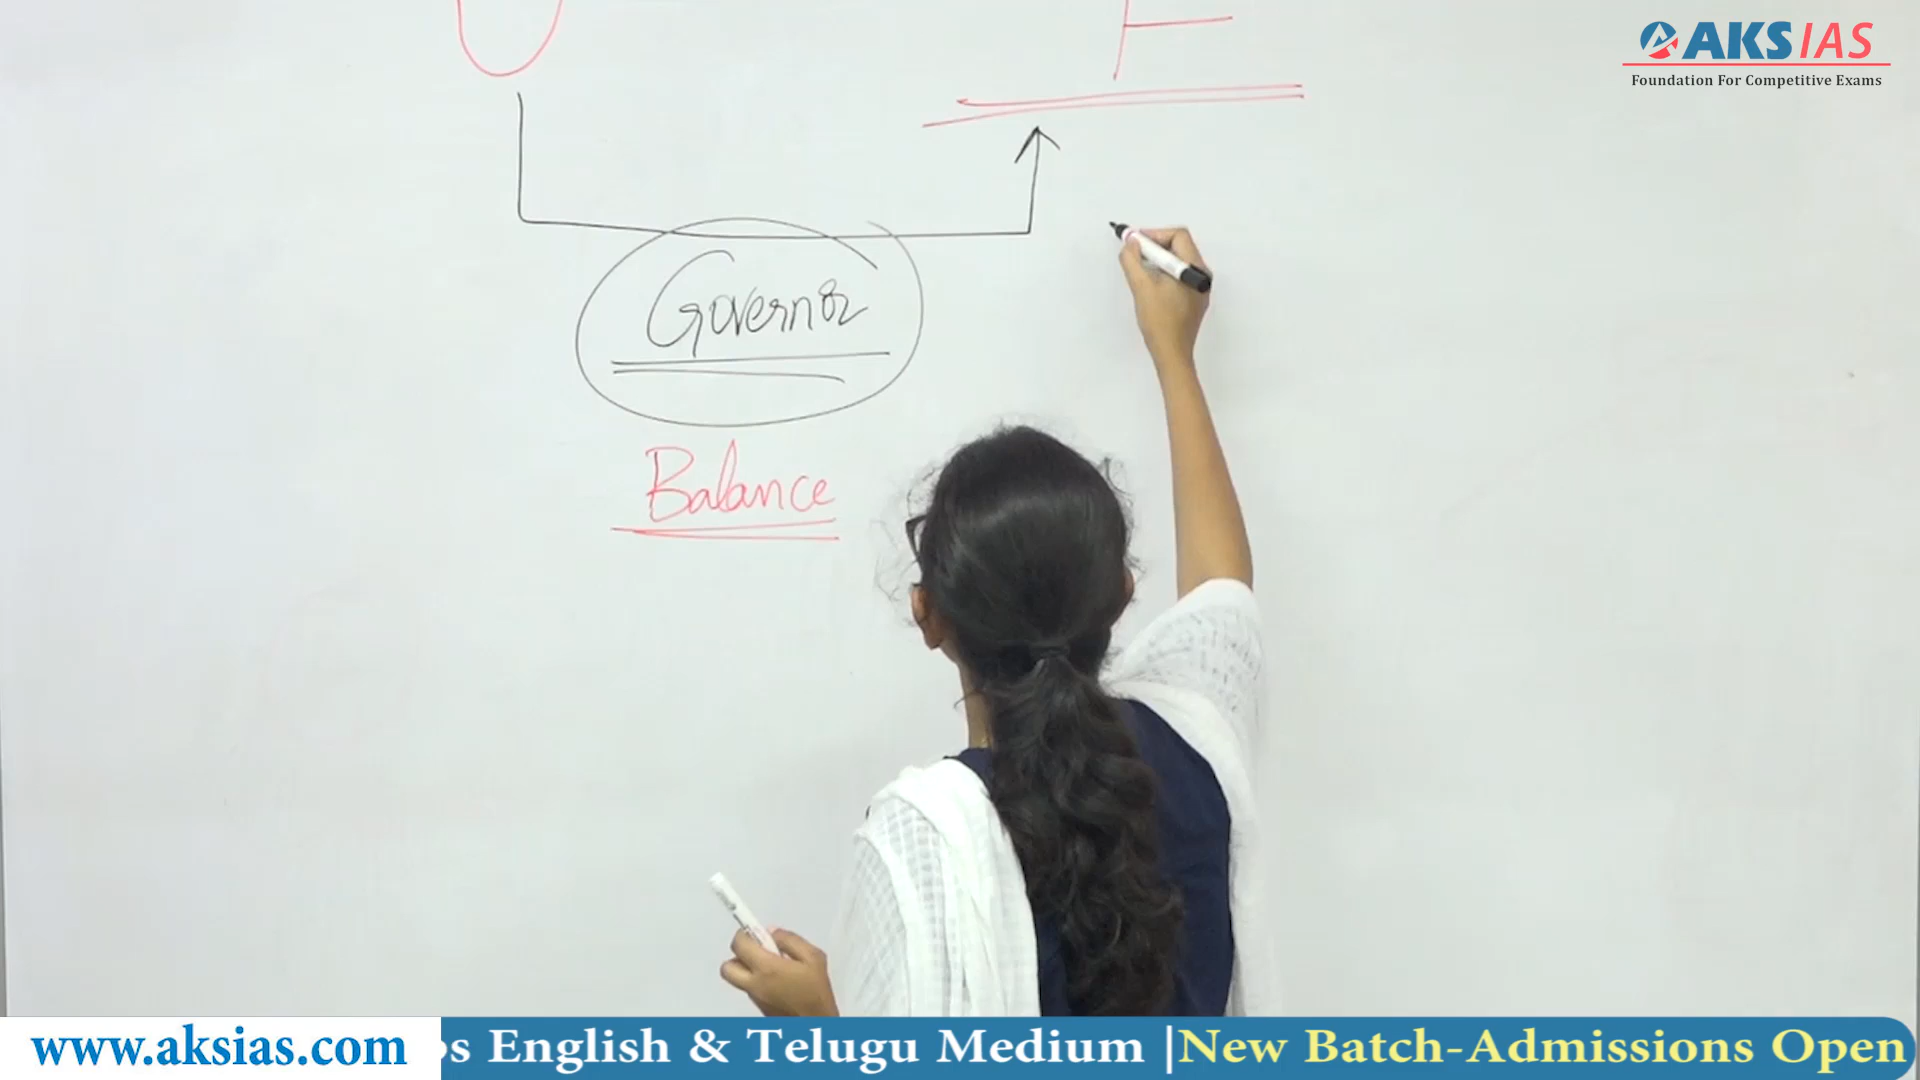 AKS IAS
Foundation For Competitive Exams
Governor
Balance
www.aksias.com
English & Telugu Medium |New Batch-Admissions Open